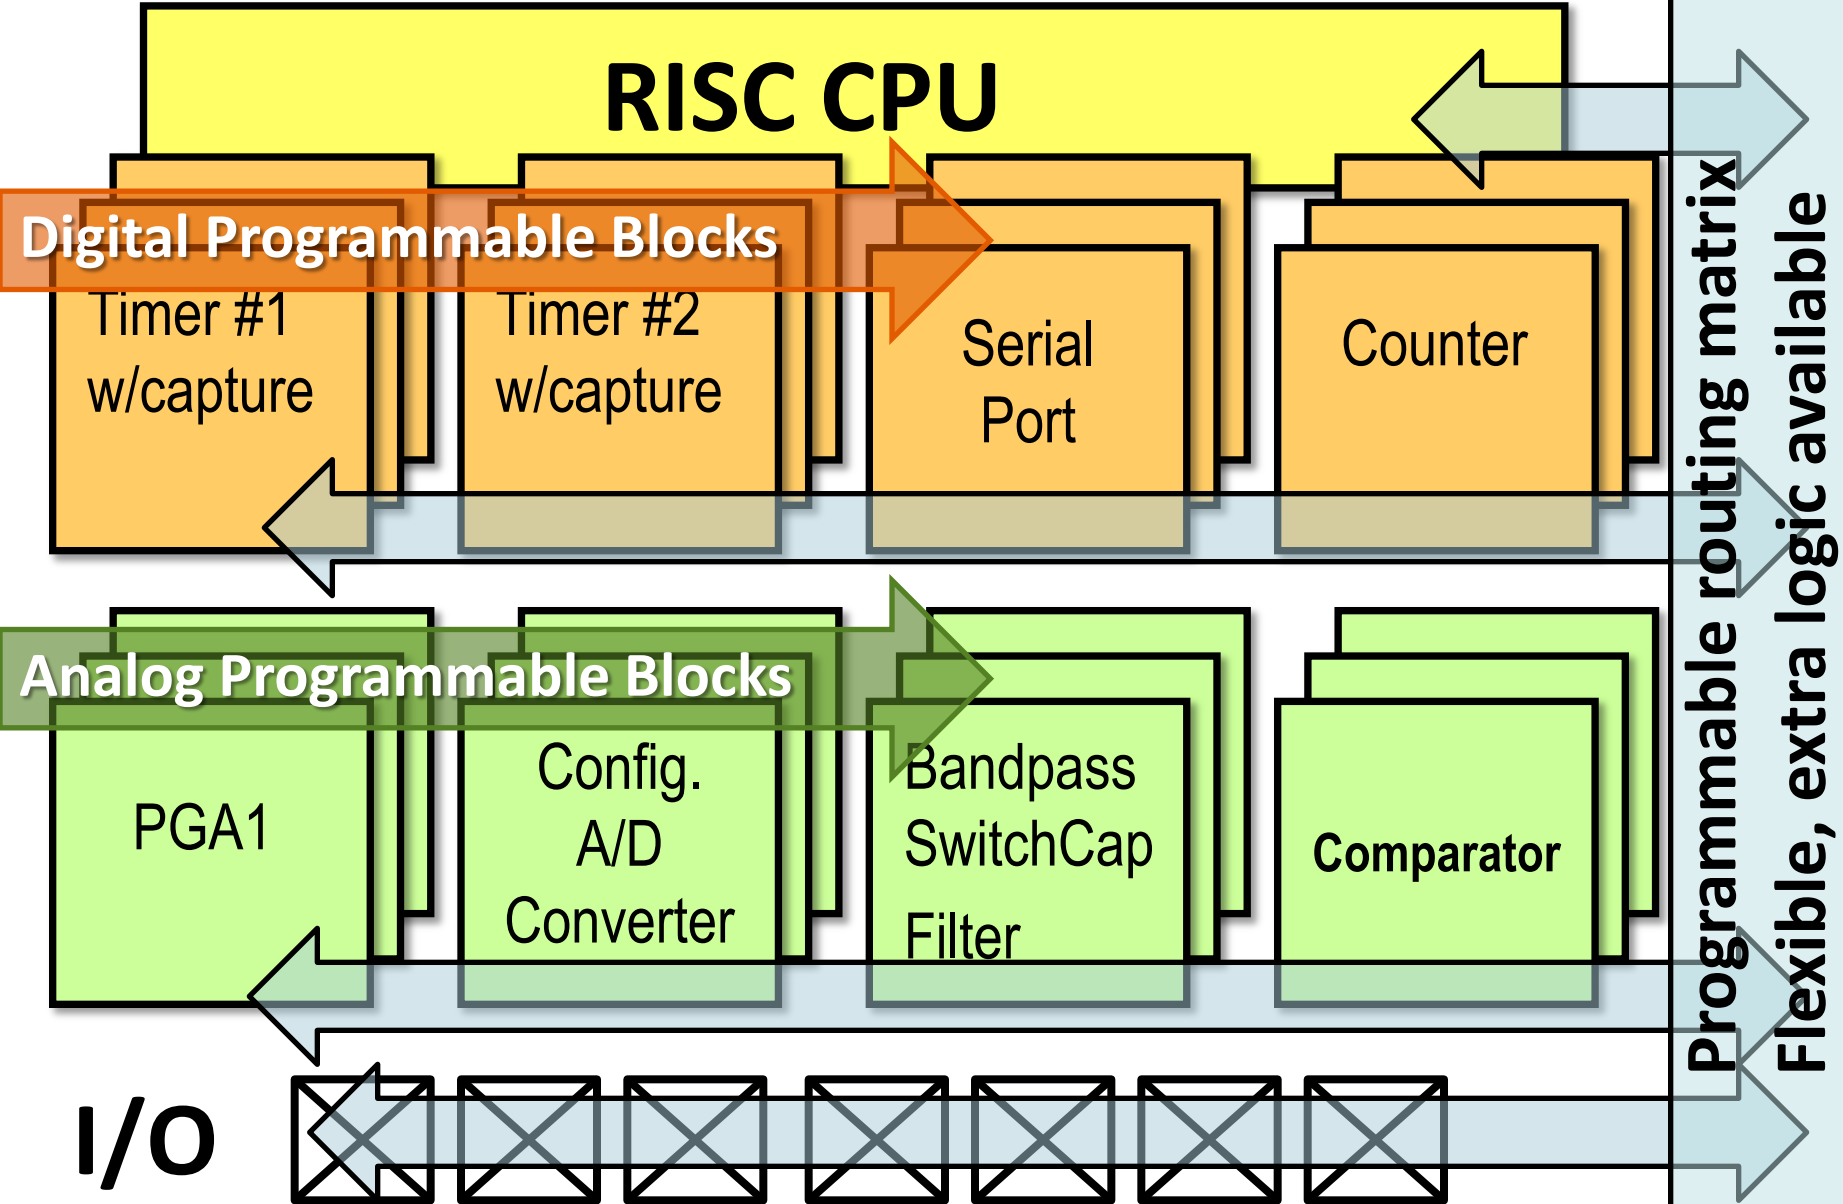 RISC CPU
Digital Programmable Blocks
Timer #1
w/capture
Timer #2
w/capture
Serial
Port
Counter
Analog Programmable Blocks
PGA1
Config.
A/D
Converter
Bandpass
SwitchCap
Filter
Comparator
I/O
Programmable routing matrix
Flexible, extra logic available